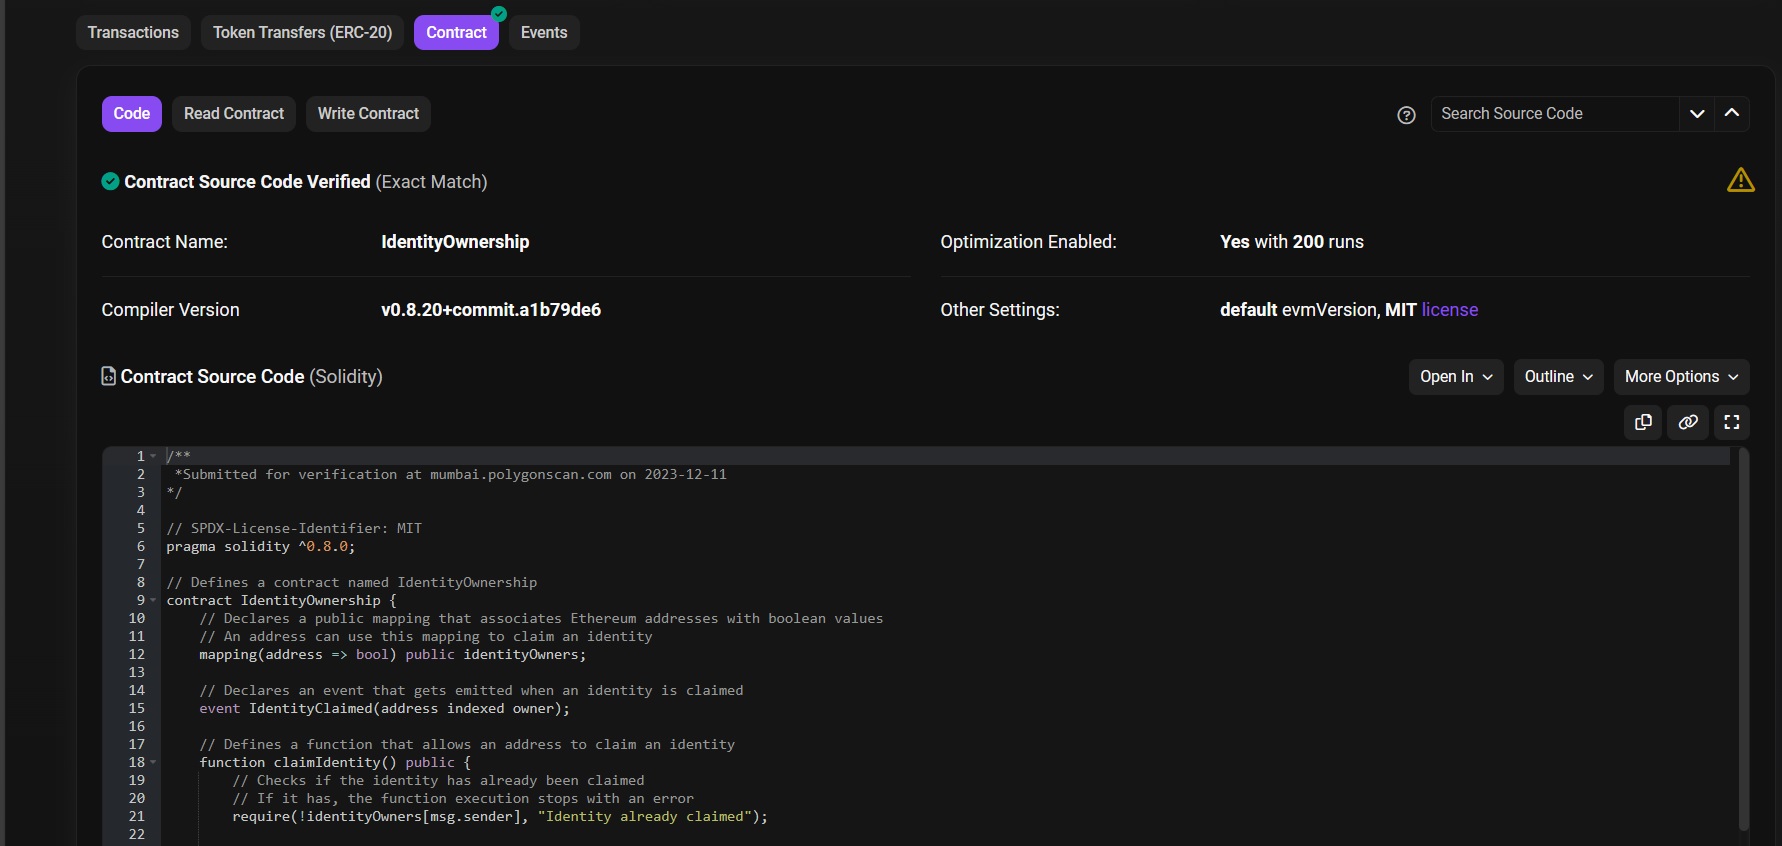 Transactions Token Transfers (ERC-20) Contract Events
Code Read Contract Write Contract Search Source Code
Contract Source Code Verified (Exact Match)
Contract Name: IdentityOwnership Optimization Enabled: Yes with 200 runs
Compiler Version v0.8.20+commit.a1b79de6 Other Settings: default evmVersion, MIT license
Contract Source Code (Solidity) Open In Outline More Options
1 /**
2  *Submitted for verification at mumbai.polygonscan.com on 2023-12-11
3 */
4
5 // SPDX-License-Identifier: MIT
6 pragma solidity ^0.8.0;
7
8 // Defines a contract named IdentityOwnership
9 contract IdentityOwnership {
10     // Declares a public mapping that associates Ethereum addresses with boolean values
11     // An address can use this mapping to claim an identity
12     mapping(address => bool) public identityOwners;
13
14     // Declares an event that gets emitted when an identity is claimed
15     event IdentityClaimed(address indexed owner);
16
17     // Defines a function that allows an address to claim an identity
18     function claimIdentity() public {
19         // Checks if the identity has already been claimed
20         // If it has, the function execution stops with an error
21         require(!identityOwners[msg.sender], "Identity already claimed");
22